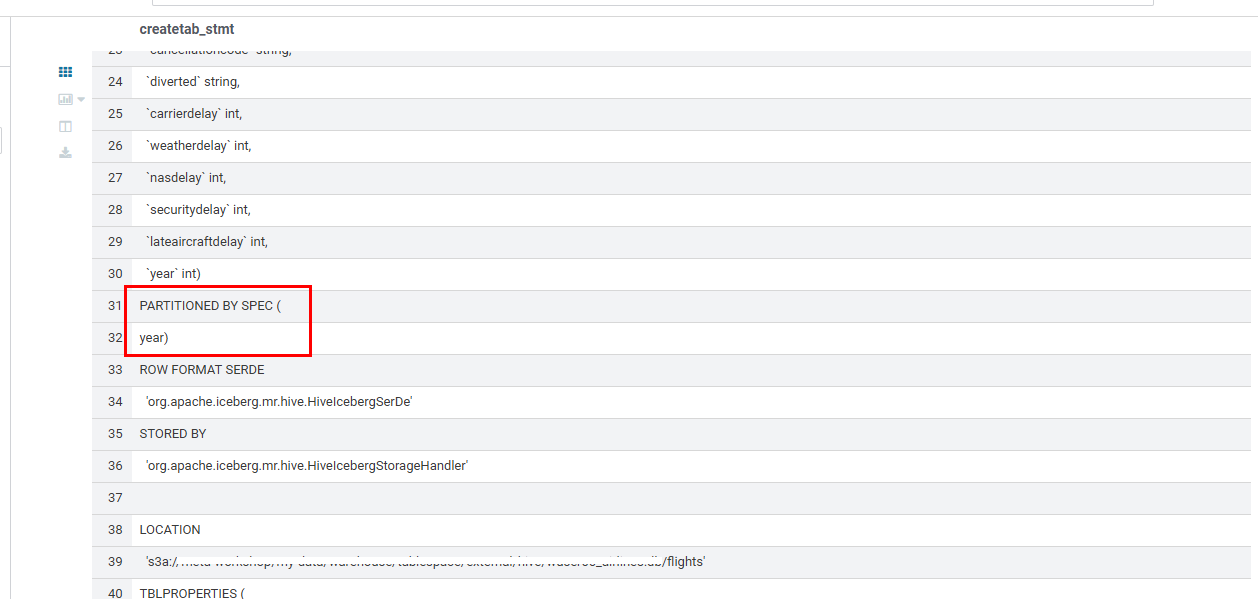 createtab_stmt
23 `cancellationcode` string,
24 `diverted` string,
25 `carrierdelay` int,
26 `weatherdelay` int,
27 `nasdelay` int,
28 `securitydelay` int,
29 `lateaircraftdelay` int,
30 `year` int)
31 PARTITIONED BY SPEC (
32 year)
33 ROW FORMAT SERDE
34 'org.apache.iceberg.mr.hive.HiveIcebergSerDe'
35 STORED BY
36 'org.apache.iceberg.mr.hive.HiveIcebergStorageHandler'
37
38 LOCATION
39 's3a:/ /flights'
40 TBLPROPERTIES (